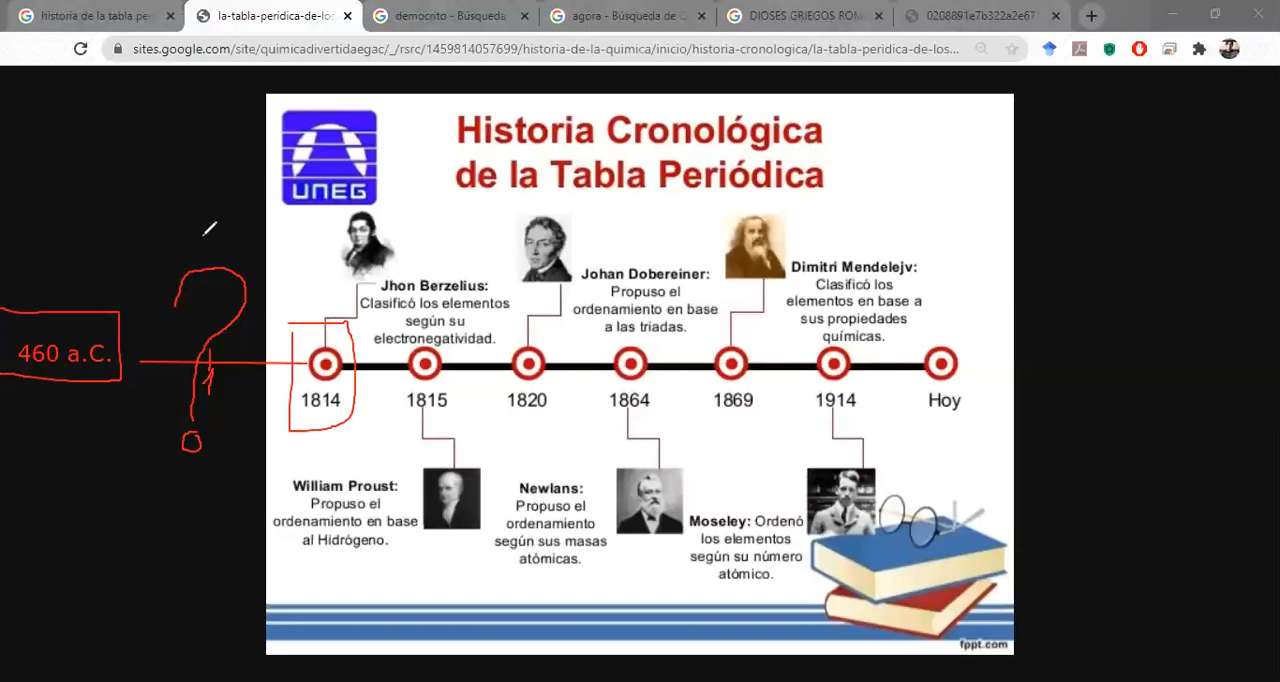 historia de la tabla pe
la-tabla-peridica-de-los
democrito - Búsqueda
agora - Búsqueda de G
DIOSES GRIEGOS ROM
0208891e7b322a2e67
sites.google.com/site/quimicadivertidaegac/_/rsrc/1459814057699/historia-de-la-quimica/inicio/historia-cronologica/la-tabla-peridica-de-los...
UNEG
Historia Cronológica
de la Tabla Periódica
Jhon Berzelius:
Clasificó los elementos
según su
electronegatividad.
Johan Dobereiner:
Propuso el
ordenamiento en base
a las triadas.
Dimitri Mendelejv:
Clasificó los
elementos en base a
sus propiedades
químicas.
460 a.C.
?
1
1814
1815
1820
1864
1869
1914
Hoy
William Proust:
Propuso el
ordenamiento en base
al Hidrógeno.
Newlans:
Propuso el
ordenamiento
según sus masas
atómicas.
Moseley: Ordenó
los elementos
según su número
atómico.
fppt.com